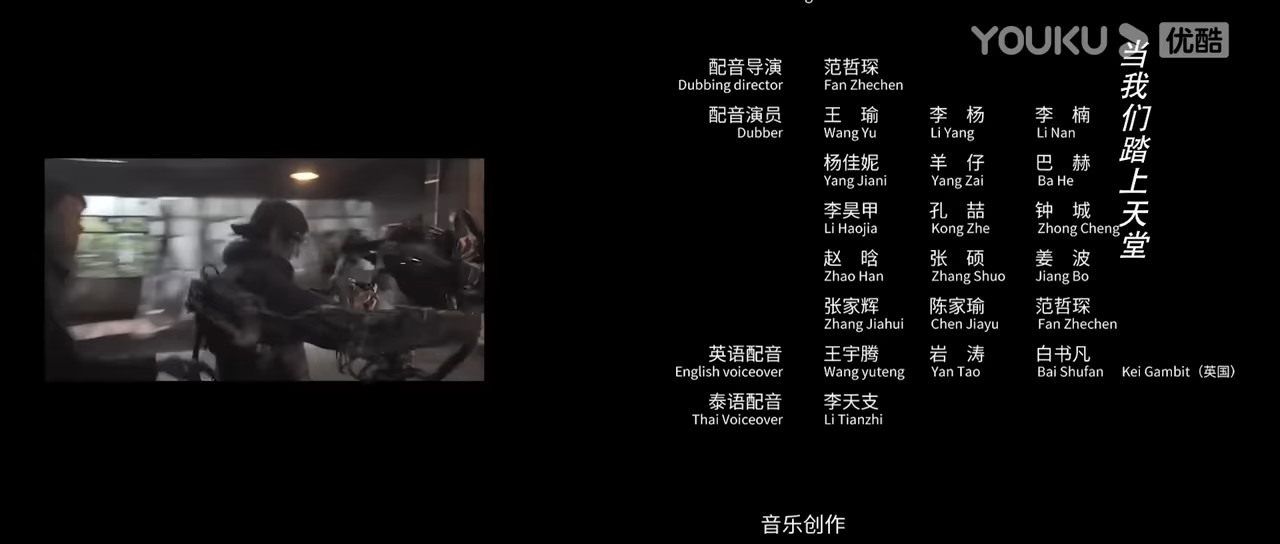 YOUKU 优酷
当我们踏上天堂
配音导演 范哲琛
Dubbing director Fan Zhechen
配音演员 王 瑜 李 杨 李 楠
Dubber Wang Yu Li Yang Li Nan
杨佳妮 羊 仔 巴 赫
Yang Jiani Yang Zai Ba He
李昊甲 孔 喆 钟 城
Li Haojia Kong Zhe Zhong Cheng
赵 晗 张 硕 姜 波
Zhao Han Zhang Shuo Jiang Bo
张家辉 陈家瑜 范哲琛
Zhang Jiahui Chen Jiayu Fan Zhechen
英语配音 王宇腾 岩 涛 白书凡
English voiceover Wang yuteng Yan Tao Bai Shufan Kei Gambit（英国）
泰语配音 李天支
Thai Voiceover Li Tianzhi
音乐创作